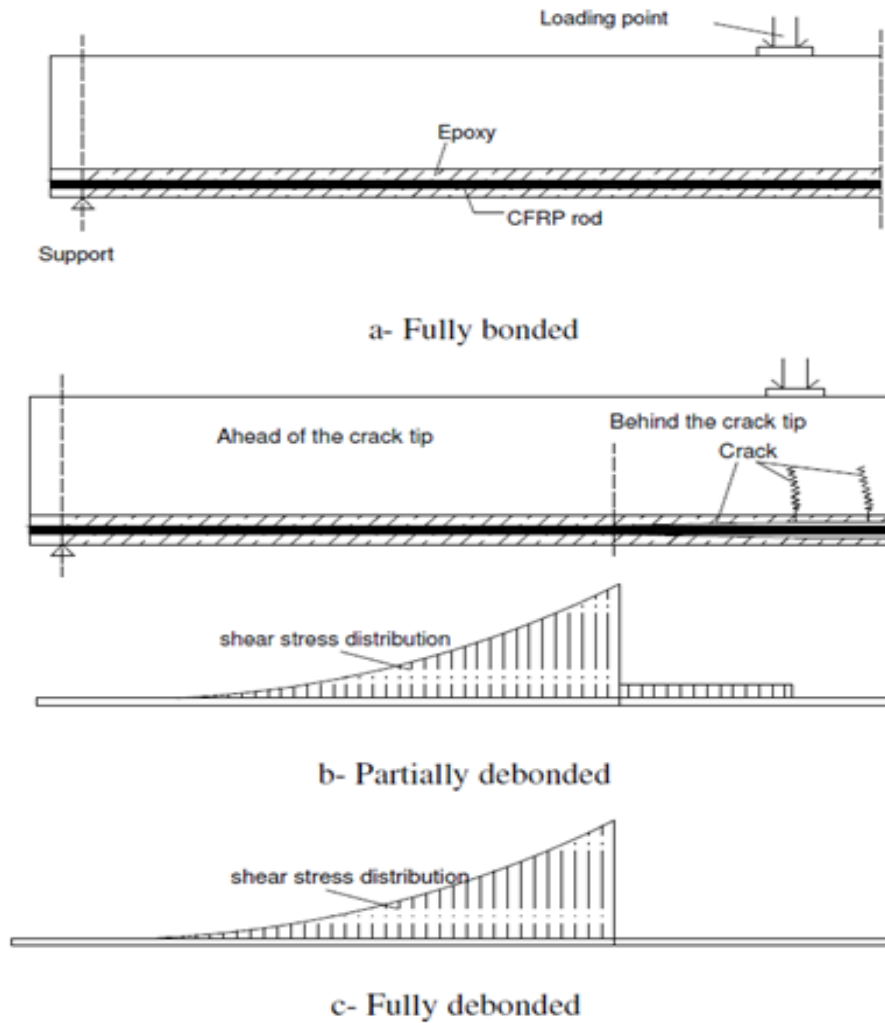 Loading point
Epoxy
CFRP rod
Support
a- Fully bonded
Ahead of the crack tip
Behind the crack tip
Crack
shear stress distribution
b- Partially debonded
shear stress distribution
c- Fully debonded